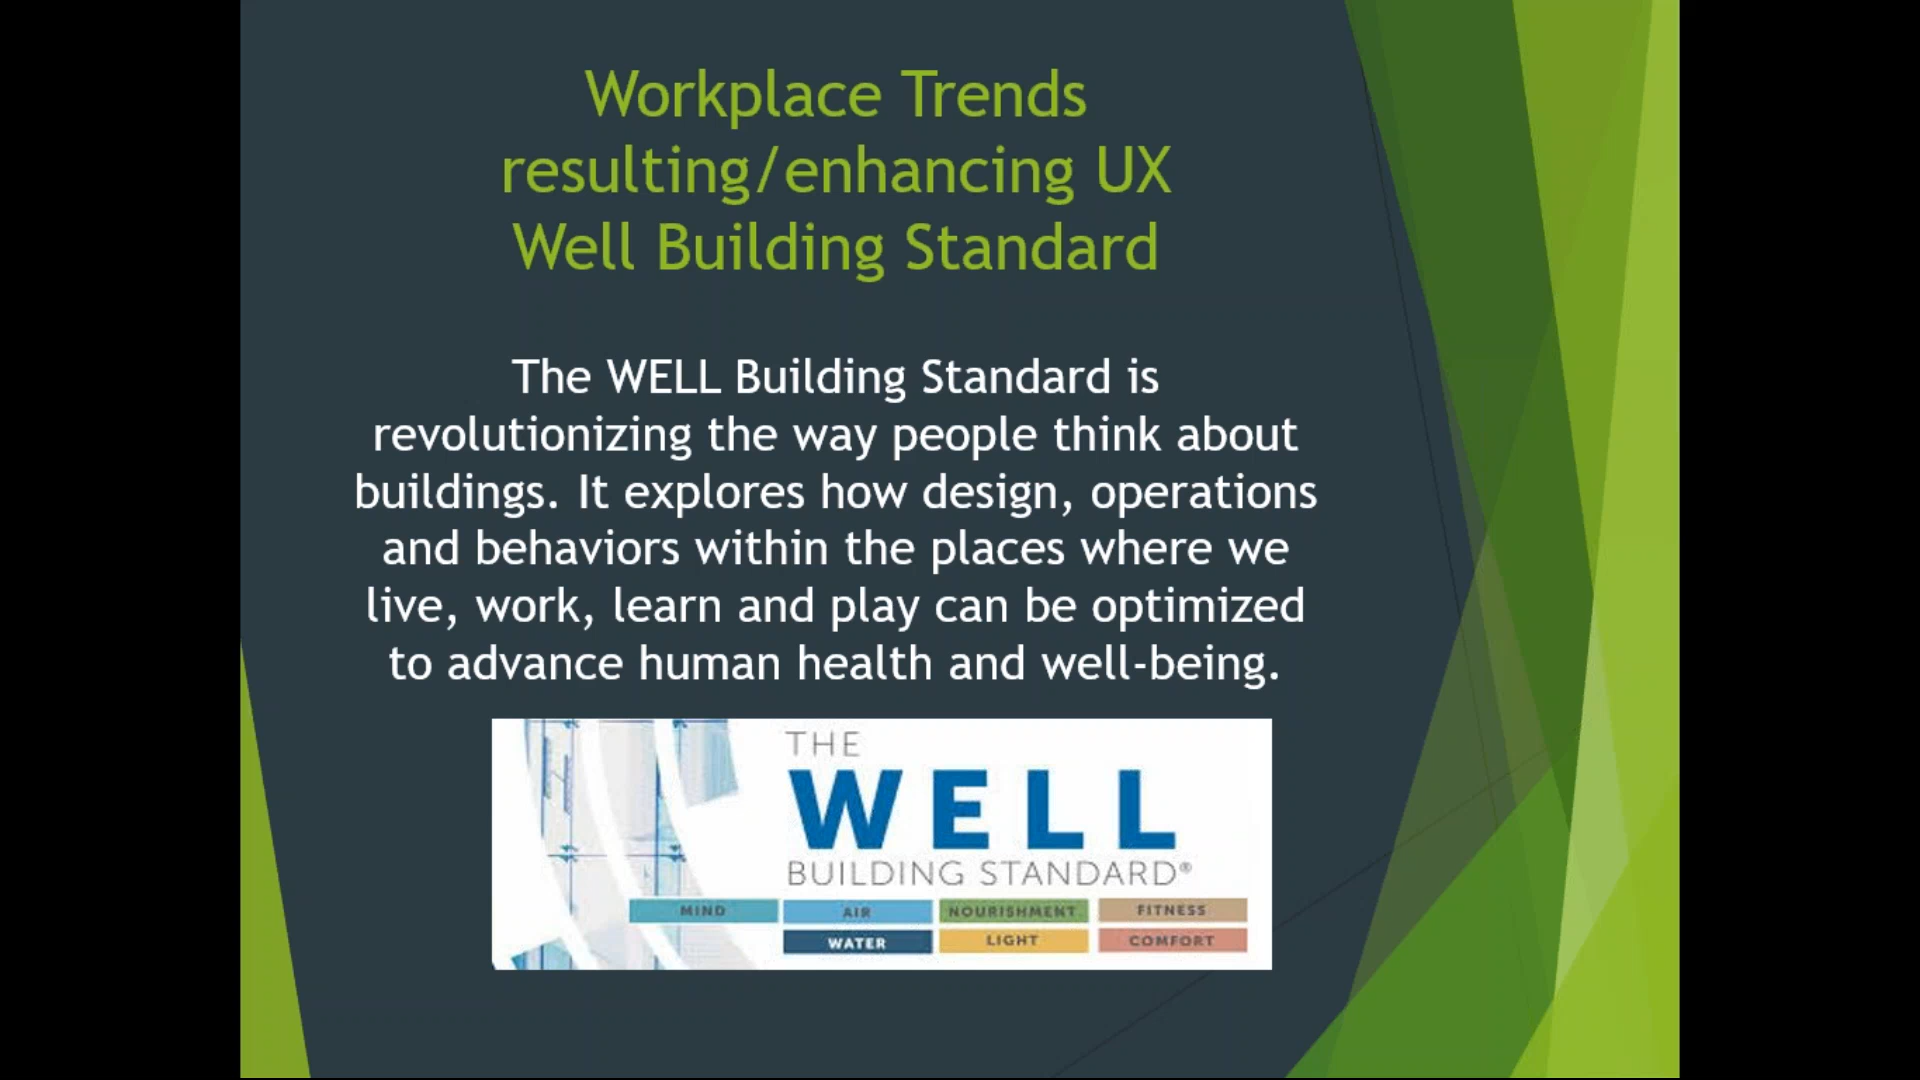 Workplace Trends
resulting/enhancing UX
Well Building Standard
The WELL Building Standard is
revolutionizing the way people think about
buildings. It explores how design, operations
and behaviors within the places where we
live, work, learn and play can be optimized
to advance human health and well-being.
THE
WELL
BUILDING STANDARD®
MIND AIR NOURISHMENT FITNESS
WATER LIGHT COMFORT